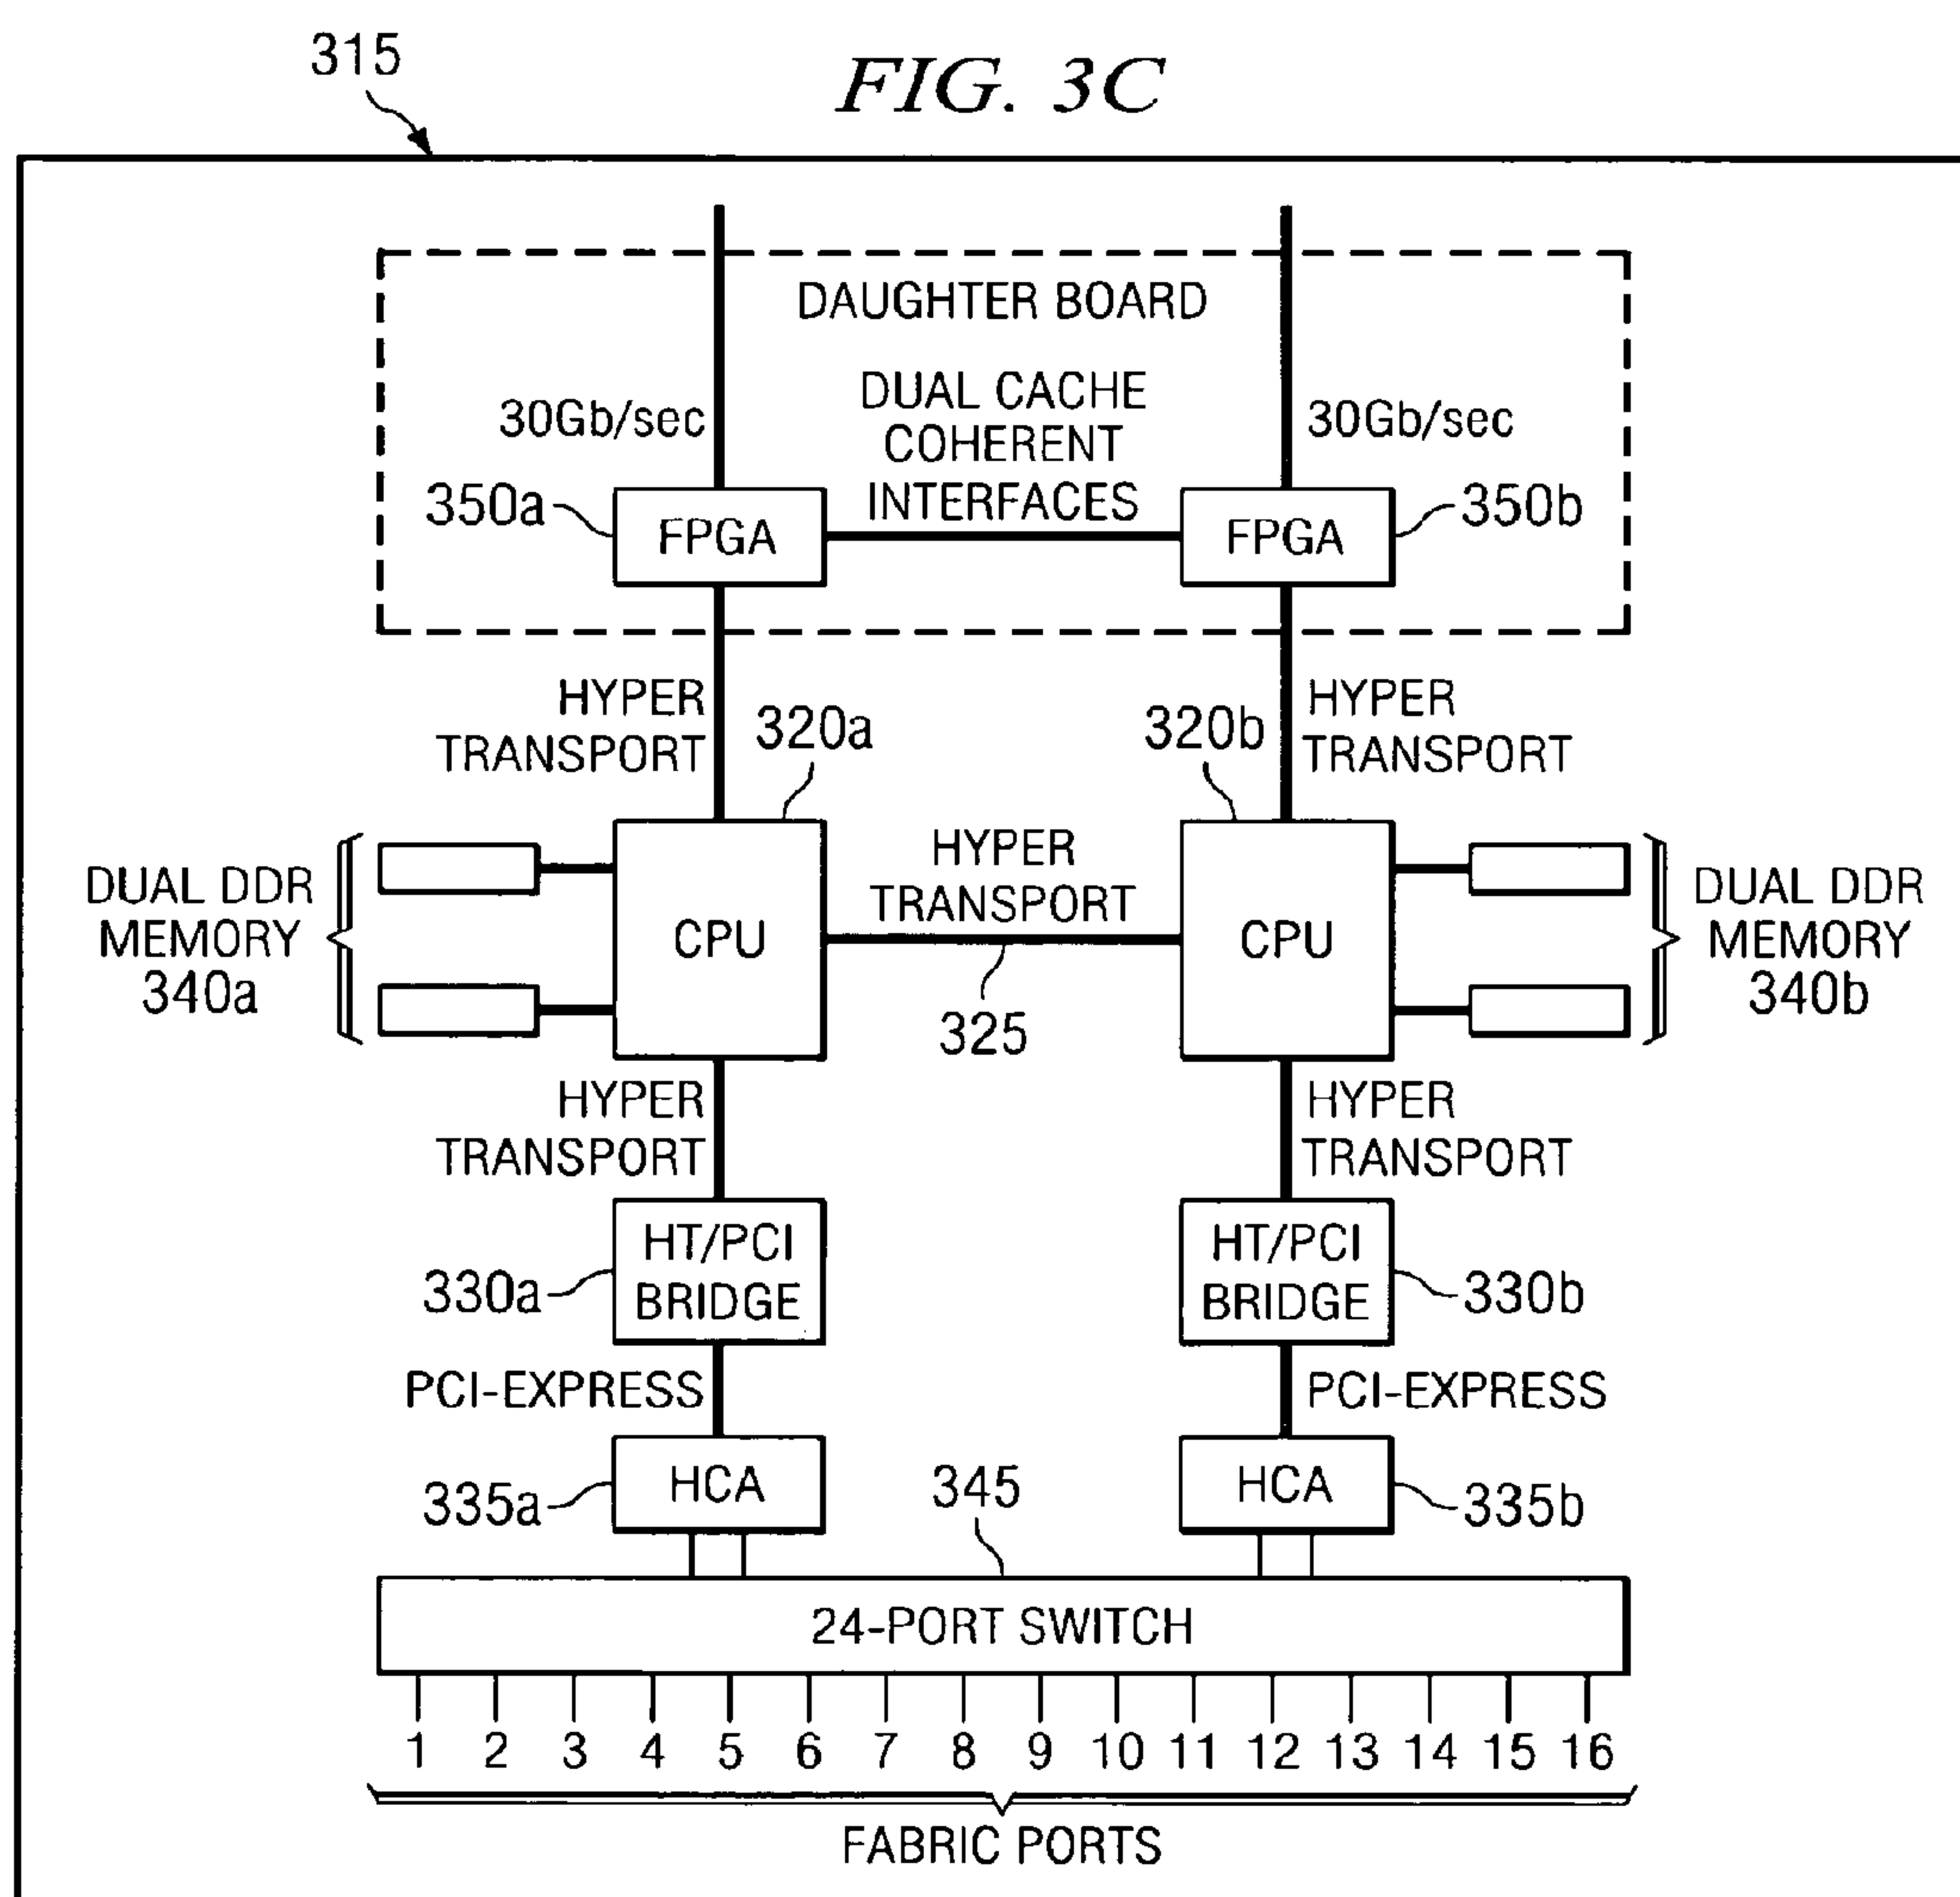 315
FIG. 3C
DAUGHTER BOARD
DUAL CACHE
COHERENT
INTERFACES
30Gb/sec
30Gb/sec
350a
FPGA
FPGA
350b
HYPER
TRANSPORT
320a
320b
HYPER
TRANSPORT
DUAL DDR
MEMORY
340a
CPU
HYPER
TRANSPORT
325
CPU
DUAL DDR
MEMORY
340b
HYPER
TRANSPORT
HYPER
TRANSPORT
330a
HT/PCI
BRIDGE
HT/PCI
BRIDGE
330b
PCI-EXPRESS
PCI-EXPRESS
335a
HCA
345
HCA
335b
24-PORT SWITCH
1 2 3 4 5 6 7 8 9 10 11 12 13 14 15 16
FABRIC PORTS